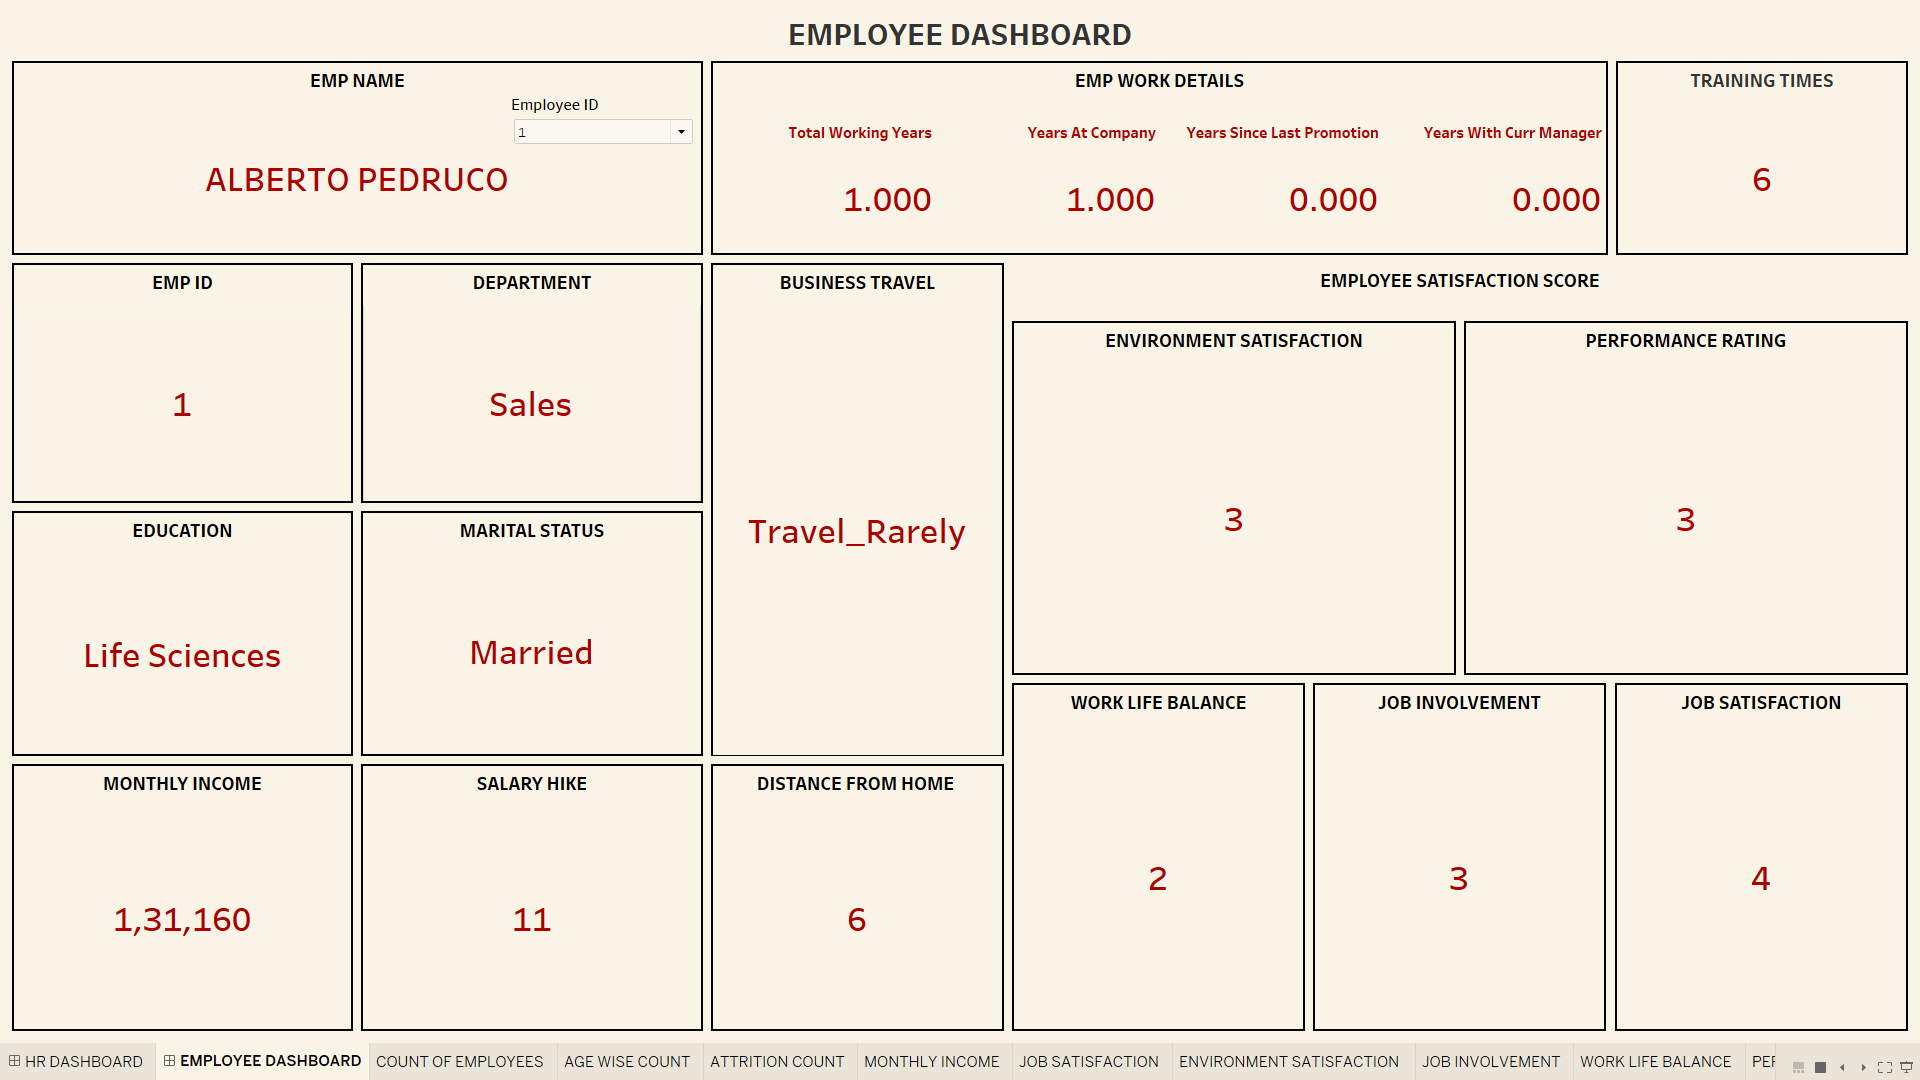 EMPLOYEE DASHBOARD
EMP NAME
Employee ID
1
ALBERTO PEDRUCO
EMP WORK DETAILS
Total Working Years Years At Company Years Since Last Promotion Years With Curr Manager
1.000 1.000 0.000 0.000
TRAINING TIMES
6
EMP ID
1
DEPARTMENT
Sales
BUSINESS TRAVEL
Travel_Rarely
EMPLOYEE SATISFACTION SCORE
ENVIRONMENT SATISFACTION
3
PERFORMANCE RATING
3
EDUCATION
Life Sciences
MARITAL STATUS
Married
WORK LIFE BALANCE
2
JOB INVOLVEMENT
3
JOB SATISFACTION
4
MONTHLY INCOME
1,31,160
SALARY HIKE
11
DISTANCE FROM HOME
6
HR DASHBOARD EMPLOYEE DASHBOARD COUNT OF EMPLOYEES AGE WISE COUNT ATTRITION COUNT MONTHLY INCOME JOB SATISFACTION ENVIRONMENT SATISFACTION JOB INVOLVEMENT WORK LIFE BALANCE